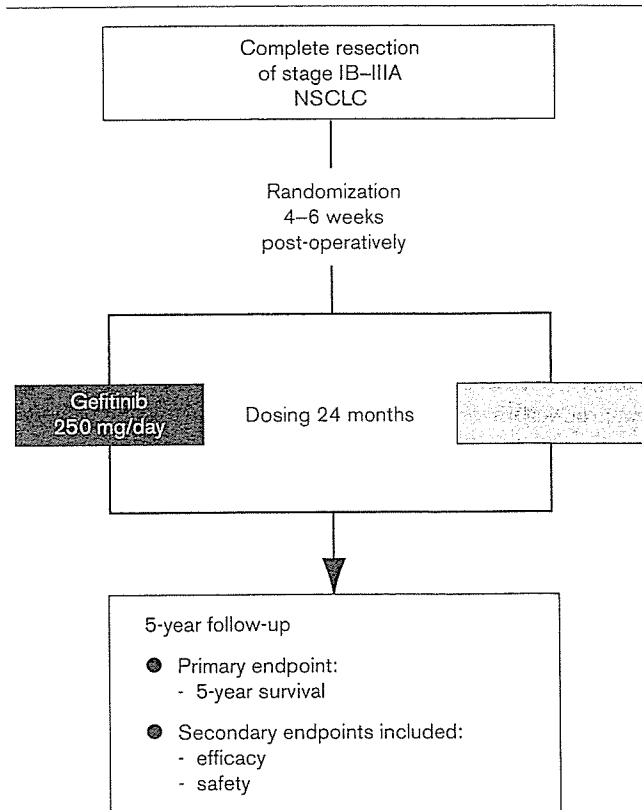 Complete resection
of stage IB–IIIA
NSCLC
Randomization
4–6 weeks
post-operatively
Gefitinib
250 mg/day
Dosing 24 months
5-year follow-up
● Primary endpoint:
- 5-year survival
● Secondary endpoints included:
- efficacy
- safety